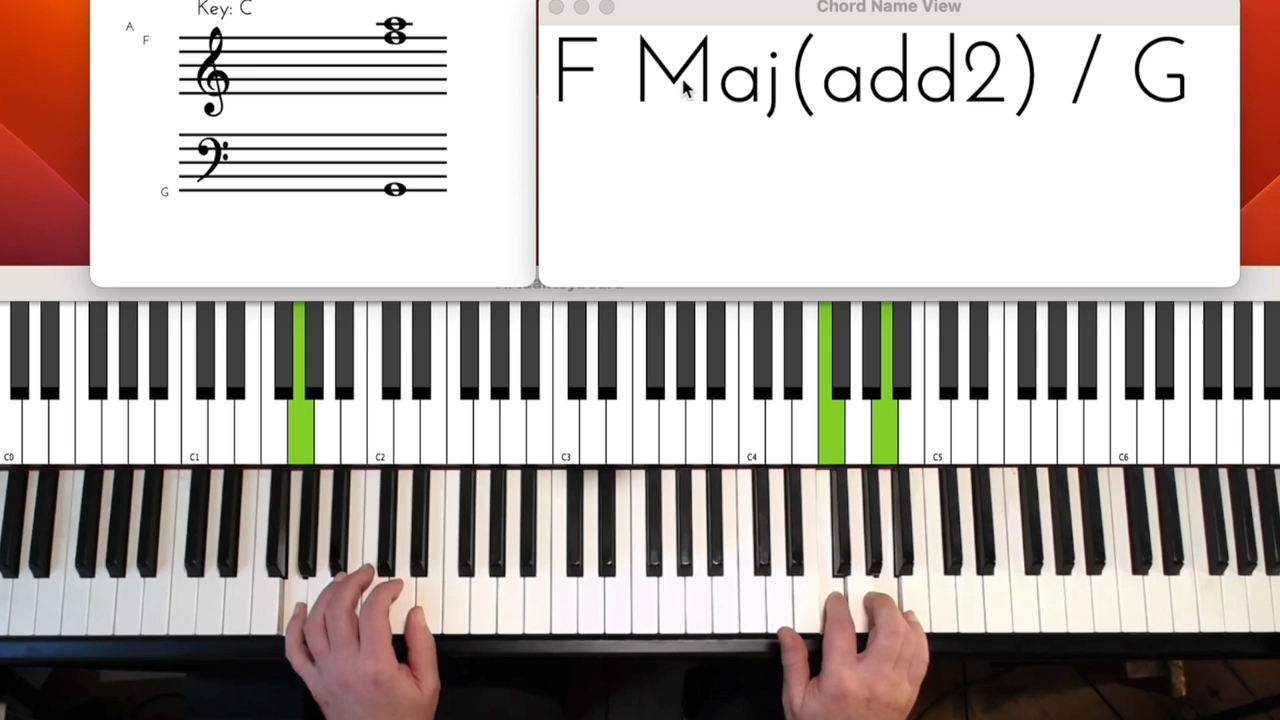 Key: C
A
F
G
Chord Name View
F Maj(add2) / G
C0 C1 C2 C3 C4 C5 C6